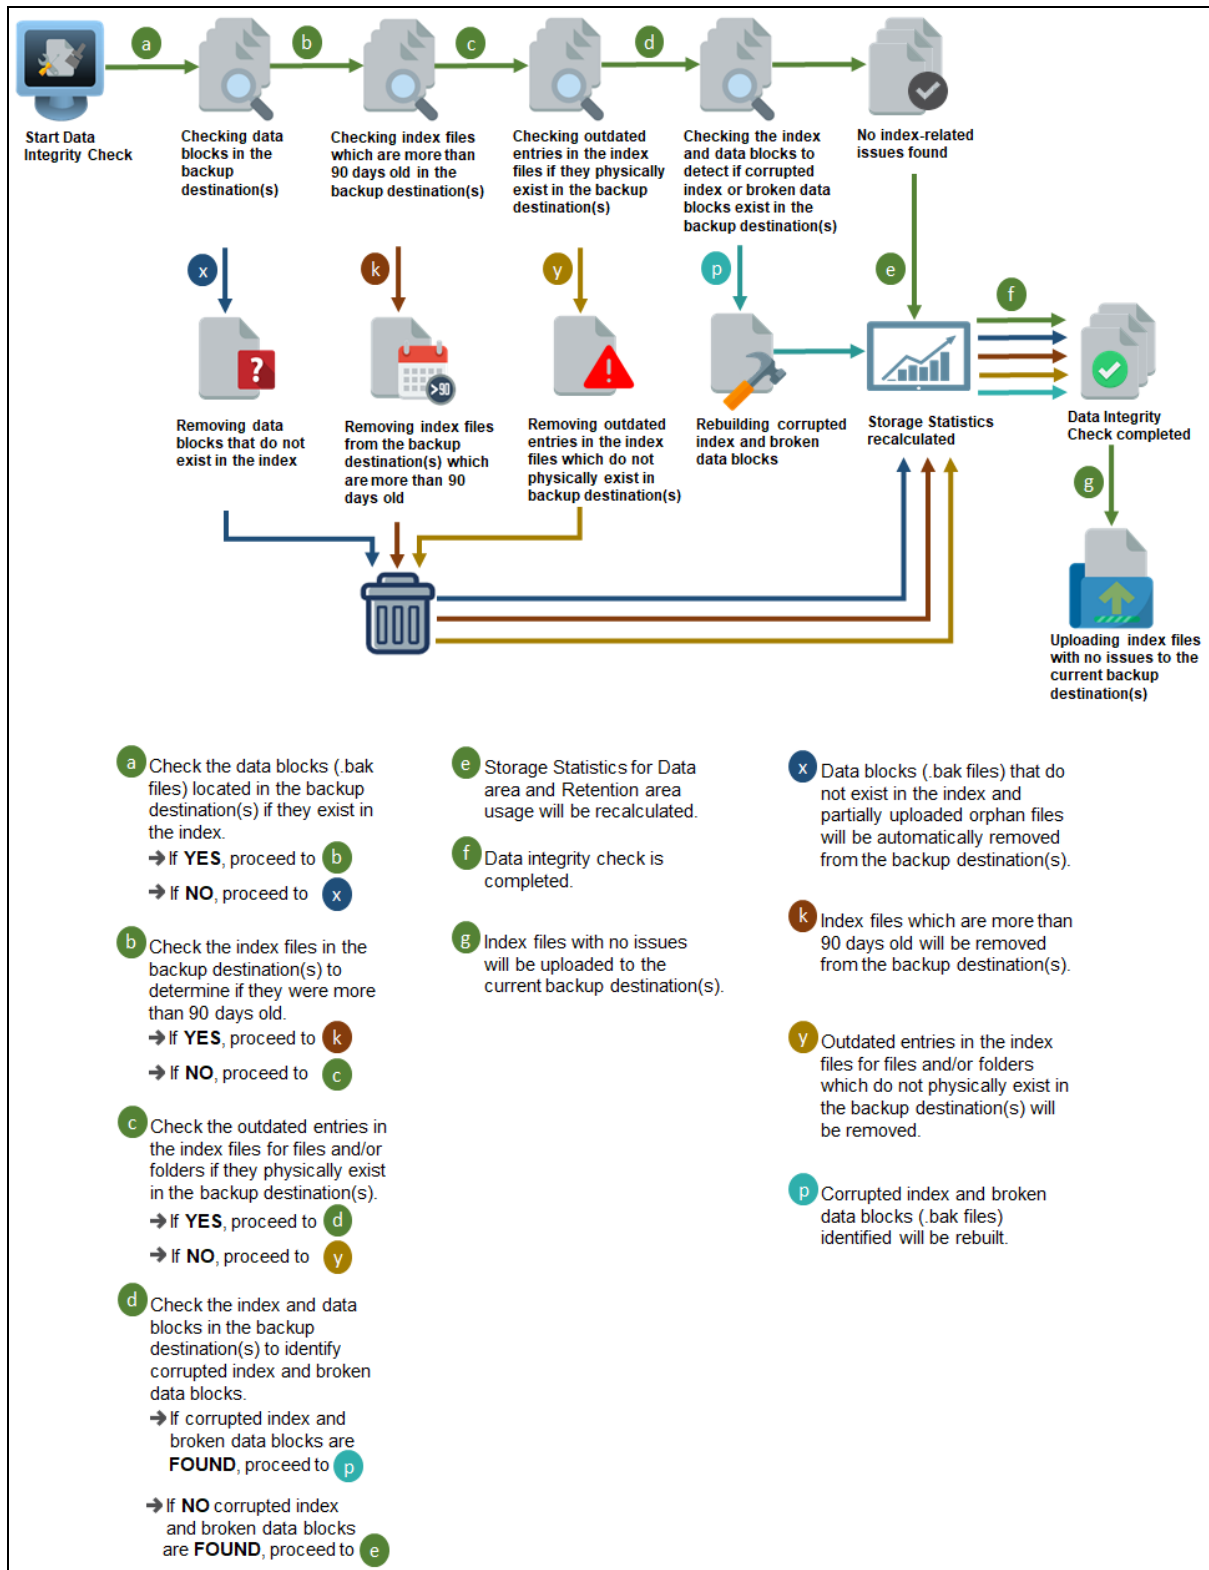 a
b
c
d
Start Data
Integrity Check
Checking data
blocks in the
backup
destination(s)
Checking index files
which are more than
90 days old in the
backup destination(s)
Checking outdated
entries in the index
files if they physically
exist in the backup
destination(s)
Checking the index
and data blocks to
detect if corrupted
index or broken data
blocks exist in the
backup destination(s)
No index-related
issues found
x
k
y
p
e
f
?
>90
!
Removing data
blocks that do not
exist in the index
Removing index files
from the backup
destination(s) which
are more than 90
days old
Removing outdated
entries in the index
files which do not
physically exist in
backup destination(s)
Rebuilding corrupted
index and broken
data blocks
Storage Statistics
recalculated
Data Integrity
Check completed
g
Uploading index files
with no issues to the
current backup
destination(s)
a Check the data blocks (.bak
files) located in the backup
destination(s) if they exist in
the index.
➔ If YES, proceed to b
➔ If NO, proceed to x
b Check the index files in the
backup destination(s) to
determine if they were more
than 90 days old.
➔ If YES, proceed to k
➔ If NO, proceed to c
c Check the outdated entries in
the index files for files and/or
folders if they physically exist
in the backup destination(s).
➔ If YES, proceed to d
➔ If NO, proceed to y
d Check the index and data
blocks in the backup
destination(s) to identify
corrupted index and broken
data blocks.
➔ If corrupted index and
broken data blocks are
FOUND, proceed to p
➔ If NO corrupted index
and broken data blocks
are FOUND, proceed to e
e Storage Statistics for Data
area and Retention area
usage will be recalculated.
f Data integrity check is
completed.
g Index files with no issues
will be uploaded to the
current backup destination(s).
x Data blocks (.bak files) that do
not exist in the index and
partially uploaded orphan files
will be automatically removed
from the backup destination(s).
k Index files which are more than
90 days old will be removed
from the backup destination(s).
y Outdated entries in the index
files for files and/or folders
which do not physically exist in
the backup destination(s) will
be removed.
p Corrupted index and broken
data blocks (.bak files)
identified will be rebuilt.